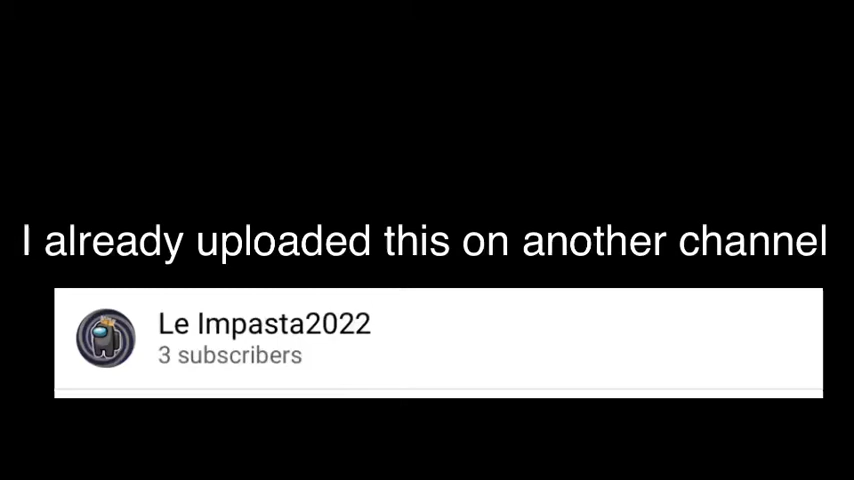 I already uploaded this on another channel
Le Impasta2022
3 subscribers